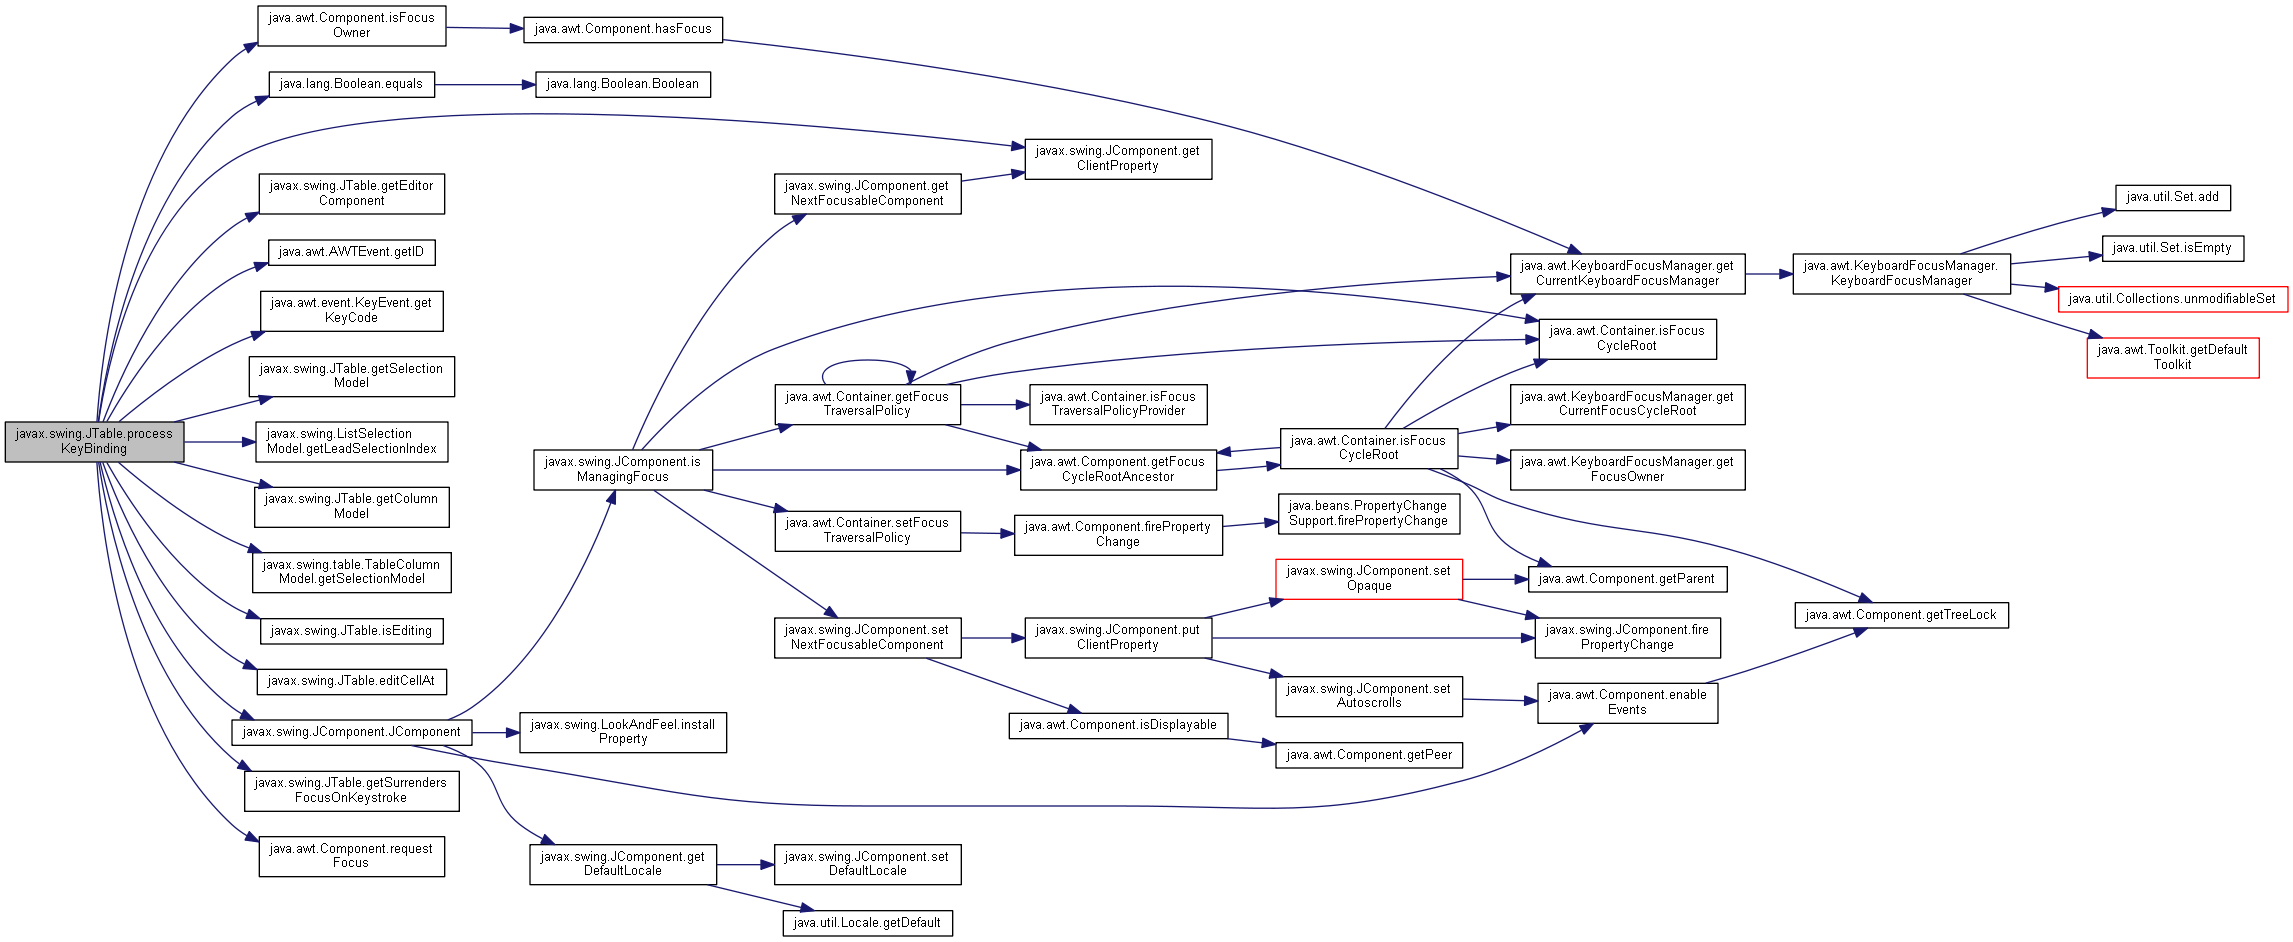 javax.swing.JTable.process
KeyBinding
java.awt.Component.isFocus
Owner
java.lang.Boolean.equals
javax.swing.JTable.getEditor
Component
java.awt.AWTEvent.getID
java.awt.event.KeyEvent.get
KeyCode
javax.swing.JTable.getSelection
Model
javax.swing.ListSelection
Model.getLeadSelectionIndex
javax.swing.JTable.getColumn
Model
javax.swing.table.TableColumn
Model.getSelectionModel
javax.swing.JTable.isEditing
javax.swing.JTable.editCellAt
javax.swing.JComponent.JComponent
javax.swing.JTable.getSurrenders
FocusOnKeystroke
java.awt.Component.request
Focus
java.awt.Component.hasFocus
java.lang.Boolean.Boolean
javax.swing.JComponent.is
ManagingFocus
javax.swing.LookAndFeel.install
Property
javax.swing.JComponent.get
DefaultLocale
javax.swing.JComponent.get
NextFocusableComponent
java.awt.Container.getFocus
TraversalPolicy
java.awt.Container.setFocus
TraversalPolicy
javax.swing.JComponent.set
NextFocusableComponent
javax.swing.JComponent.set
DefaultLocale
java.util.Locale.getDefault
javax.swing.JComponent.get
ClientProperty
java.awt.Container.isFocus
TraversalPolicyProvider
java.awt.Component.getFocus
CycleRootAncestor
java.awt.Component.fireProperty
Change
javax.swing.JComponent.put
ClientProperty
java.awt.Component.isDisplayable
java.awt.Container.isFocus
CycleRoot
java.beans.PropertyChange
Support.firePropertyChange
javax.swing.JComponent.set
Opaque
javax.swing.JComponent.set
Autoscrolls
java.awt.Component.getPeer
java.awt.KeyboardFocusManager.get
CurrentKeyboardFocusManager
java.awt.Container.isFocus
CycleRoot
java.awt.KeyboardFocusManager.get
CurrentFocusCycleRoot
java.awt.KeyboardFocusManager.get
FocusOwner
java.awt.Component.getParent
javax.swing.JComponent.fire
PropertyChange
java.awt.Component.enable
Events
java.awt.KeyboardFocusManager.
KeyboardFocusManager
java.awt.Component.getTreeLock
java.util.Set.add
java.util.Set.isEmpty
java.util.Collections.unmodifiableSet
java.awt.Toolkit.getDefault
Toolkit